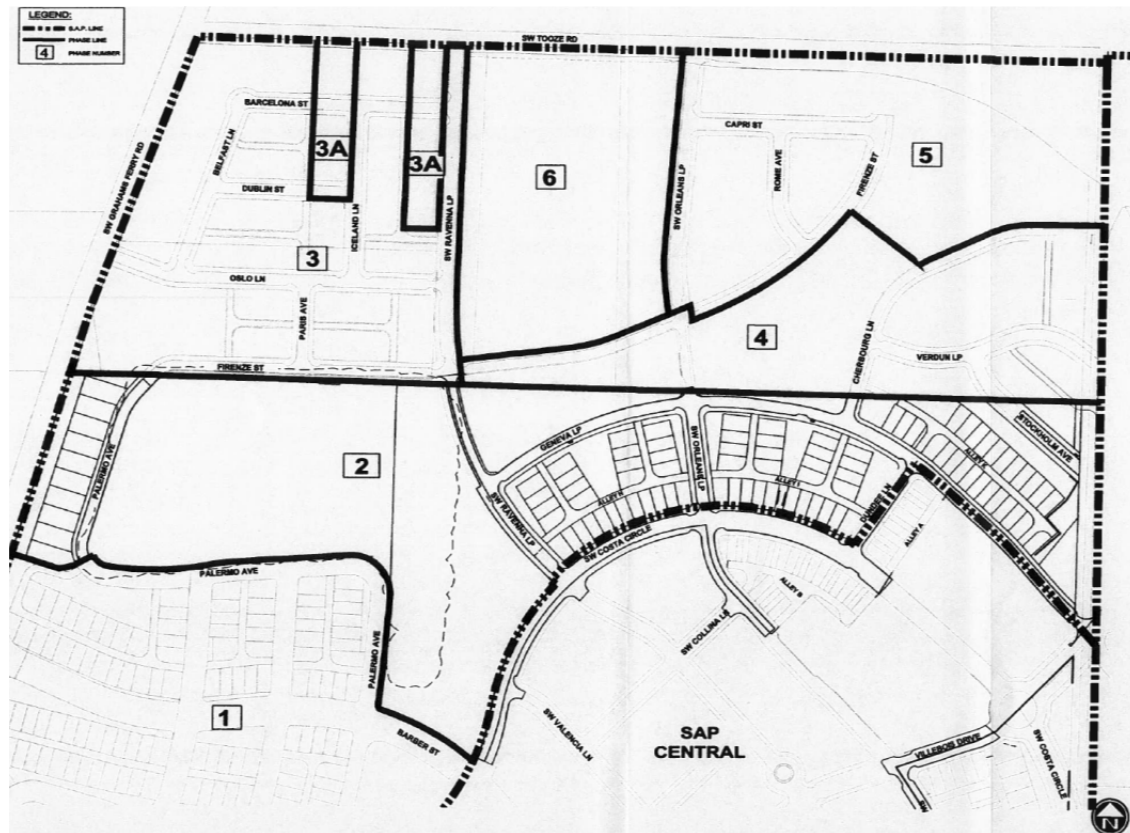 LEGEND:
S.A.P. LINE
PHASE LINE
4 PHASE NUMBER
SW TOOZE RD
SW GRAHAMS FERRY RD
BARCELONA ST
BELFAST LN
3A
3A
DUBLIN ST
ICELAND LN
SW RAVENNA LP
6
SW ORLEANS LP
CAPRI ST
ROME AVE
FIRENZE ST
5
3
OSLO LN
PARIS AVE
FIRENZE ST
4
CHERBOURG LN
VERDUN LP
PALERMO AVE
2
GENEVA LP
SW ORLEANS LP
STOCKHOLM AVE
ALLEY H
ALLEY I
DUNDEE LN
SW RAVENNA LP
SW COSTA CIRCLE
ALLEY A
PALERMO AVE
ALLEY B
SW COLLINA LP
PALERMO AVE
1
BARBER ST
SW VALENCIA LN
SAP
CENTRAL
VILLEBOIS DRIVE
SW COSTA CIRCLE
SW
N